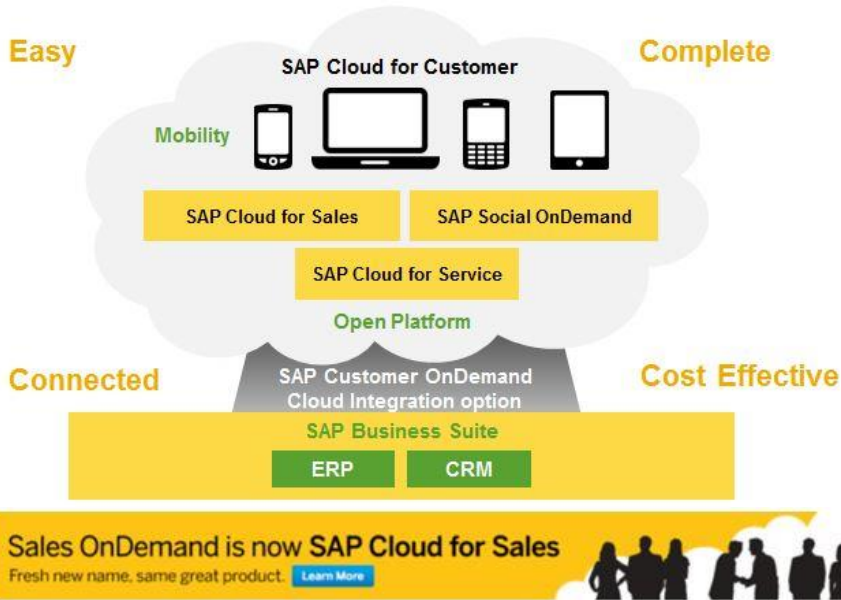 Easy
Complete
SAP Cloud for Customer
Mobility
SAP Cloud for Sales
SAP Social OnDemand
SAP Cloud for Service
Open Platform
Connected
Cost Effective
SAP Customer OnDemand
Cloud Integration option
SAP Business Suite
ERP
CRM
Sales OnDemand is now SAP Cloud for Sales
Fresh new name, same great product. Learn More